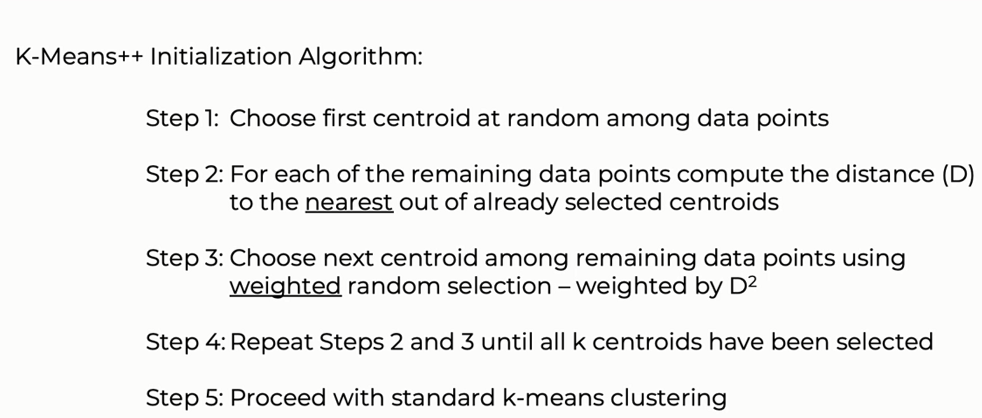 K-Means++ Initialization Algorithm:
Step 1: Choose first centroid at random among data points
Step 2: For each of the remaining data points compute the distance (D)
to the nearest out of already selected centroids
Step 3: Choose next centroid among remaining data points using
weighted random selection – weighted by D²
Step 4: Repeat Steps 2 and 3 until all k centroids have been selected
Step 5: Proceed with standard k-means clustering